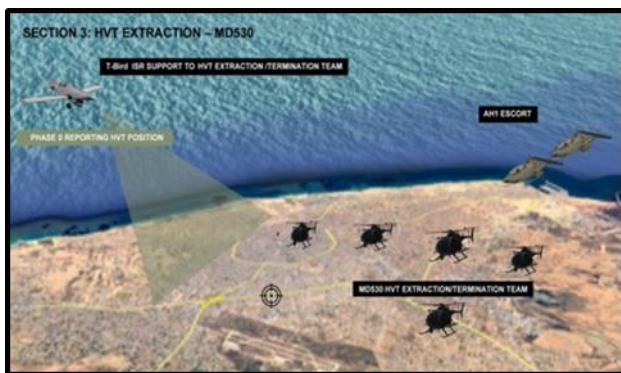 SECTION 3: HVT EXTRACTION – MD530
T-Bird ISR SUPPORT TO HVT EXTRACTION /TERMINATION TEAM
AH1 ESCORT
PHASE 0 REPORTING HVT POSITION
MD530 HVT EXTRACTION/TERMINATION TEAM